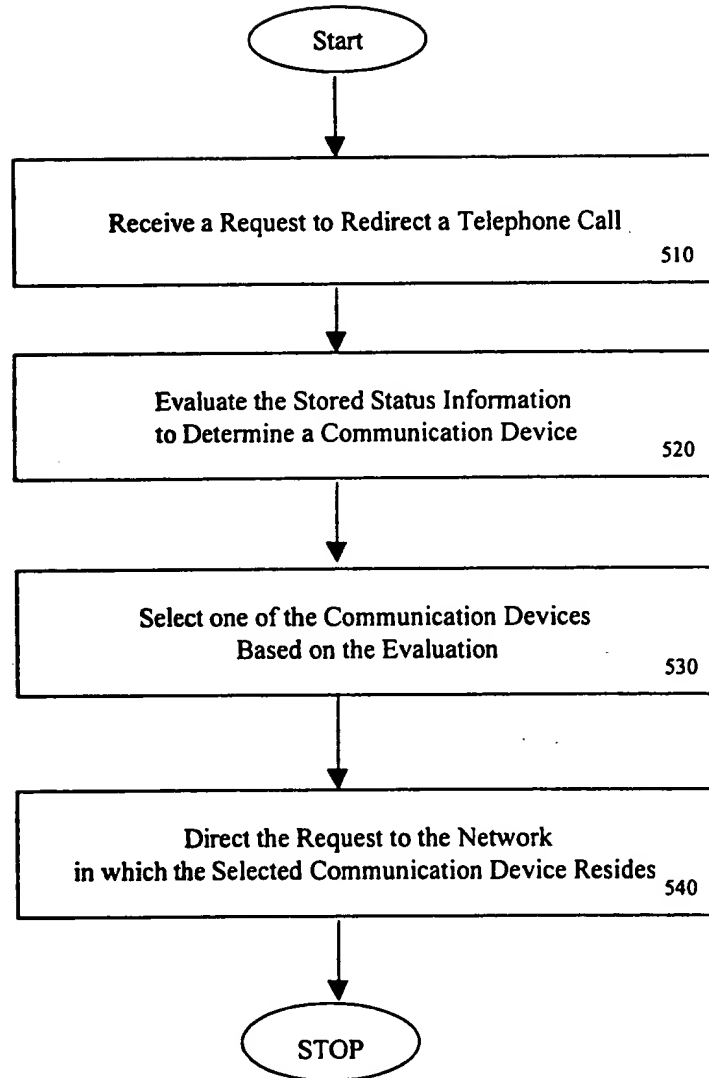 Start
Receive a Request to Redirect a Telephone Call
510
Evaluate the Stored Status Information
to Determine a Communication Device
520
Select one of the Communication Devices
Based on the Evaluation
530
Direct the Request to the Network
in which the Selected Communication Device Resides
540
STOP